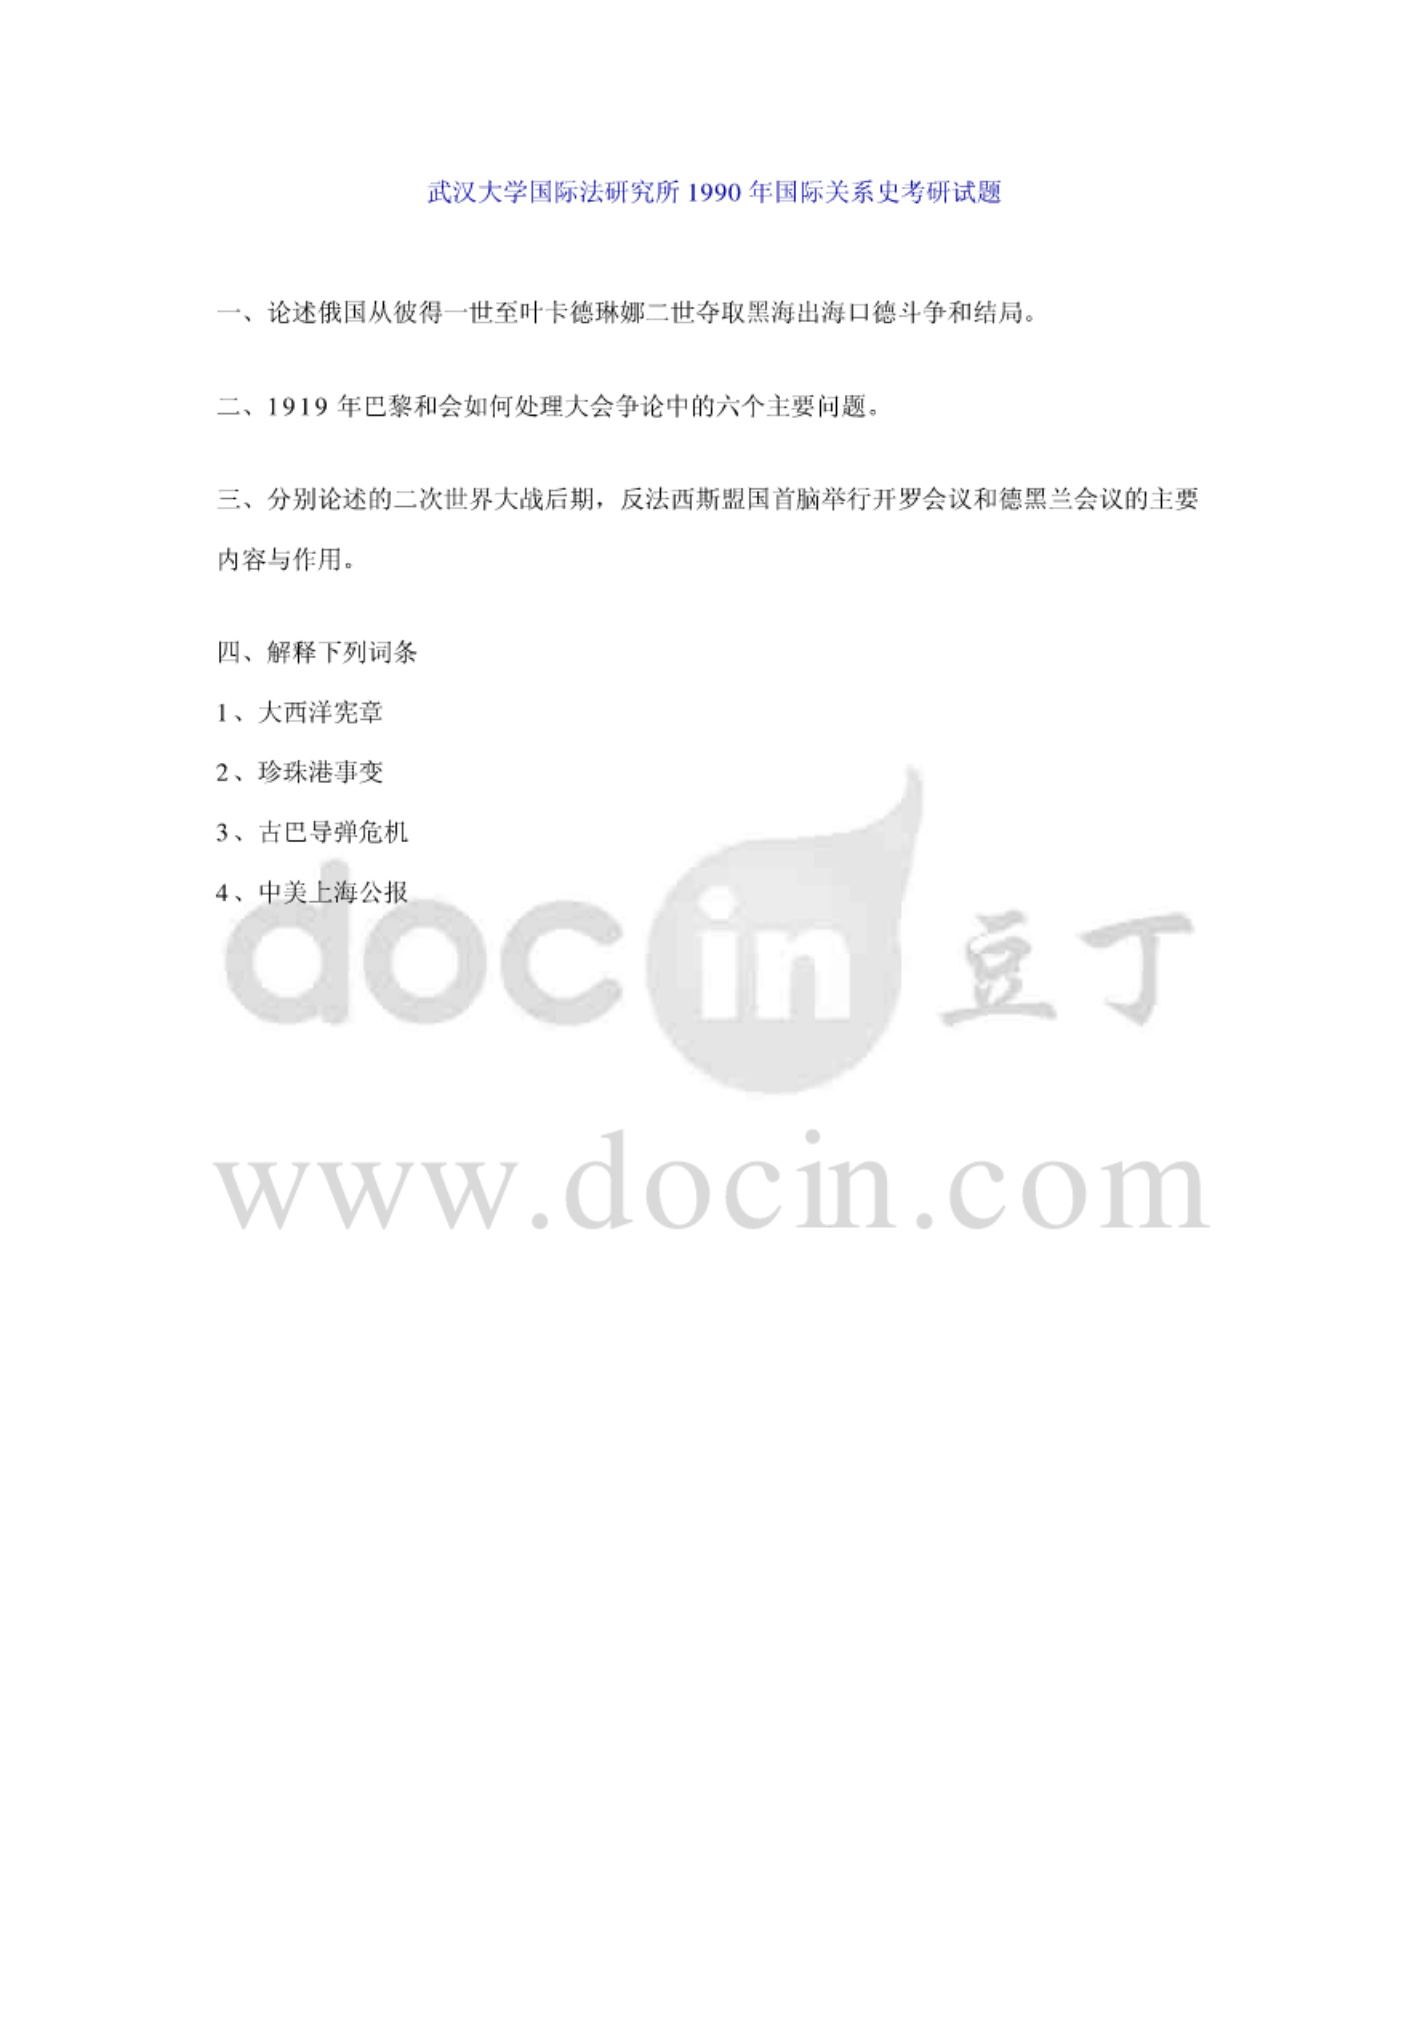 武汉大学国际法研究所 1990 年国际关系史考研试题
一、论述俄国从彼得一世至叶卡德琳娜二世夺取黑海出海口德斗争和结局。
二、1919 年巴黎和会如何处理大会争论中的六个主要问题。
三、分别论述的二次世界大战后期，反法西斯盟国首脑举行开罗会议和德黑兰会议的主要
内容与作用。
四、解释下列词条
1、大西洋宪章
2、珍珠港事变
3、古巴导弹危机
4、中美上海公报
docin 豆丁
www.docin.com